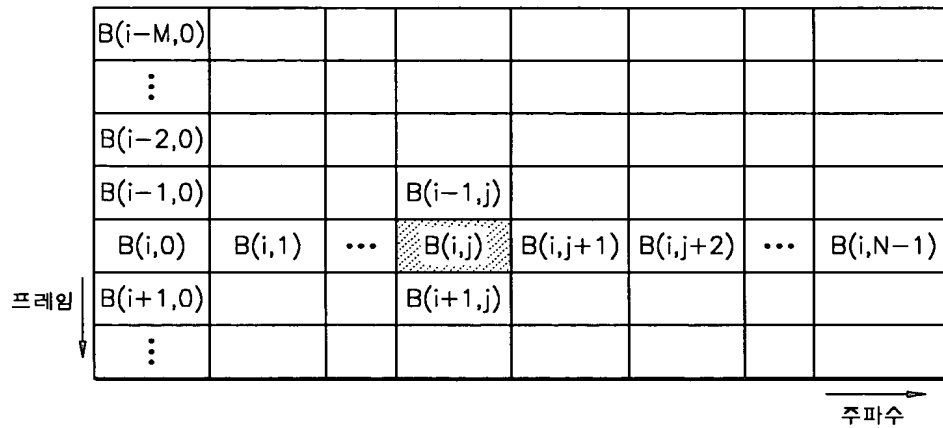 B(i-M,0)
⋮
B(i-2,0)
B(i-1,0) B(i-1,j)
B(i,0) B(i,1) ··· B(i,j) B(i,j+1) B(i,j+2) ··· B(i,N-1)
프레임 B(i+1,0) B(i+1,j)
⋮
주파수